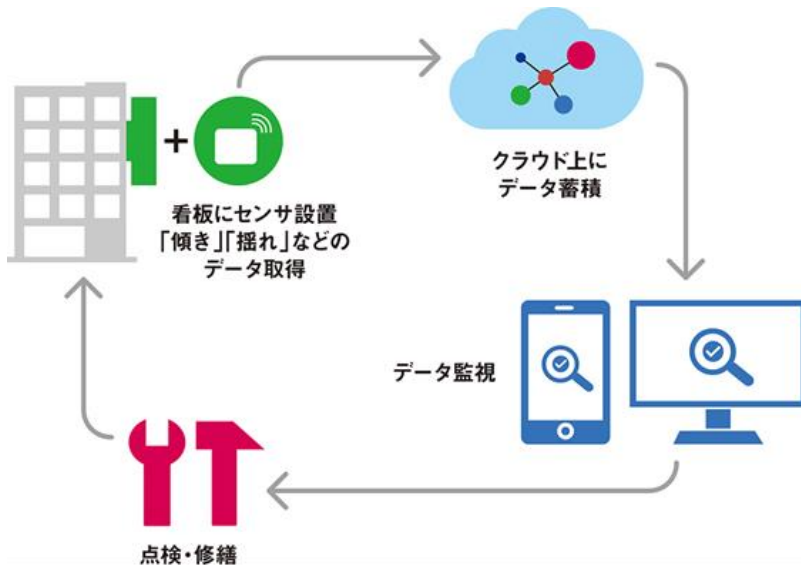 看板にセンサ設置
「傾き」「揺れ」などの
データ取得
クラウド上に
データ蓄積
データ監視
点検・修繕